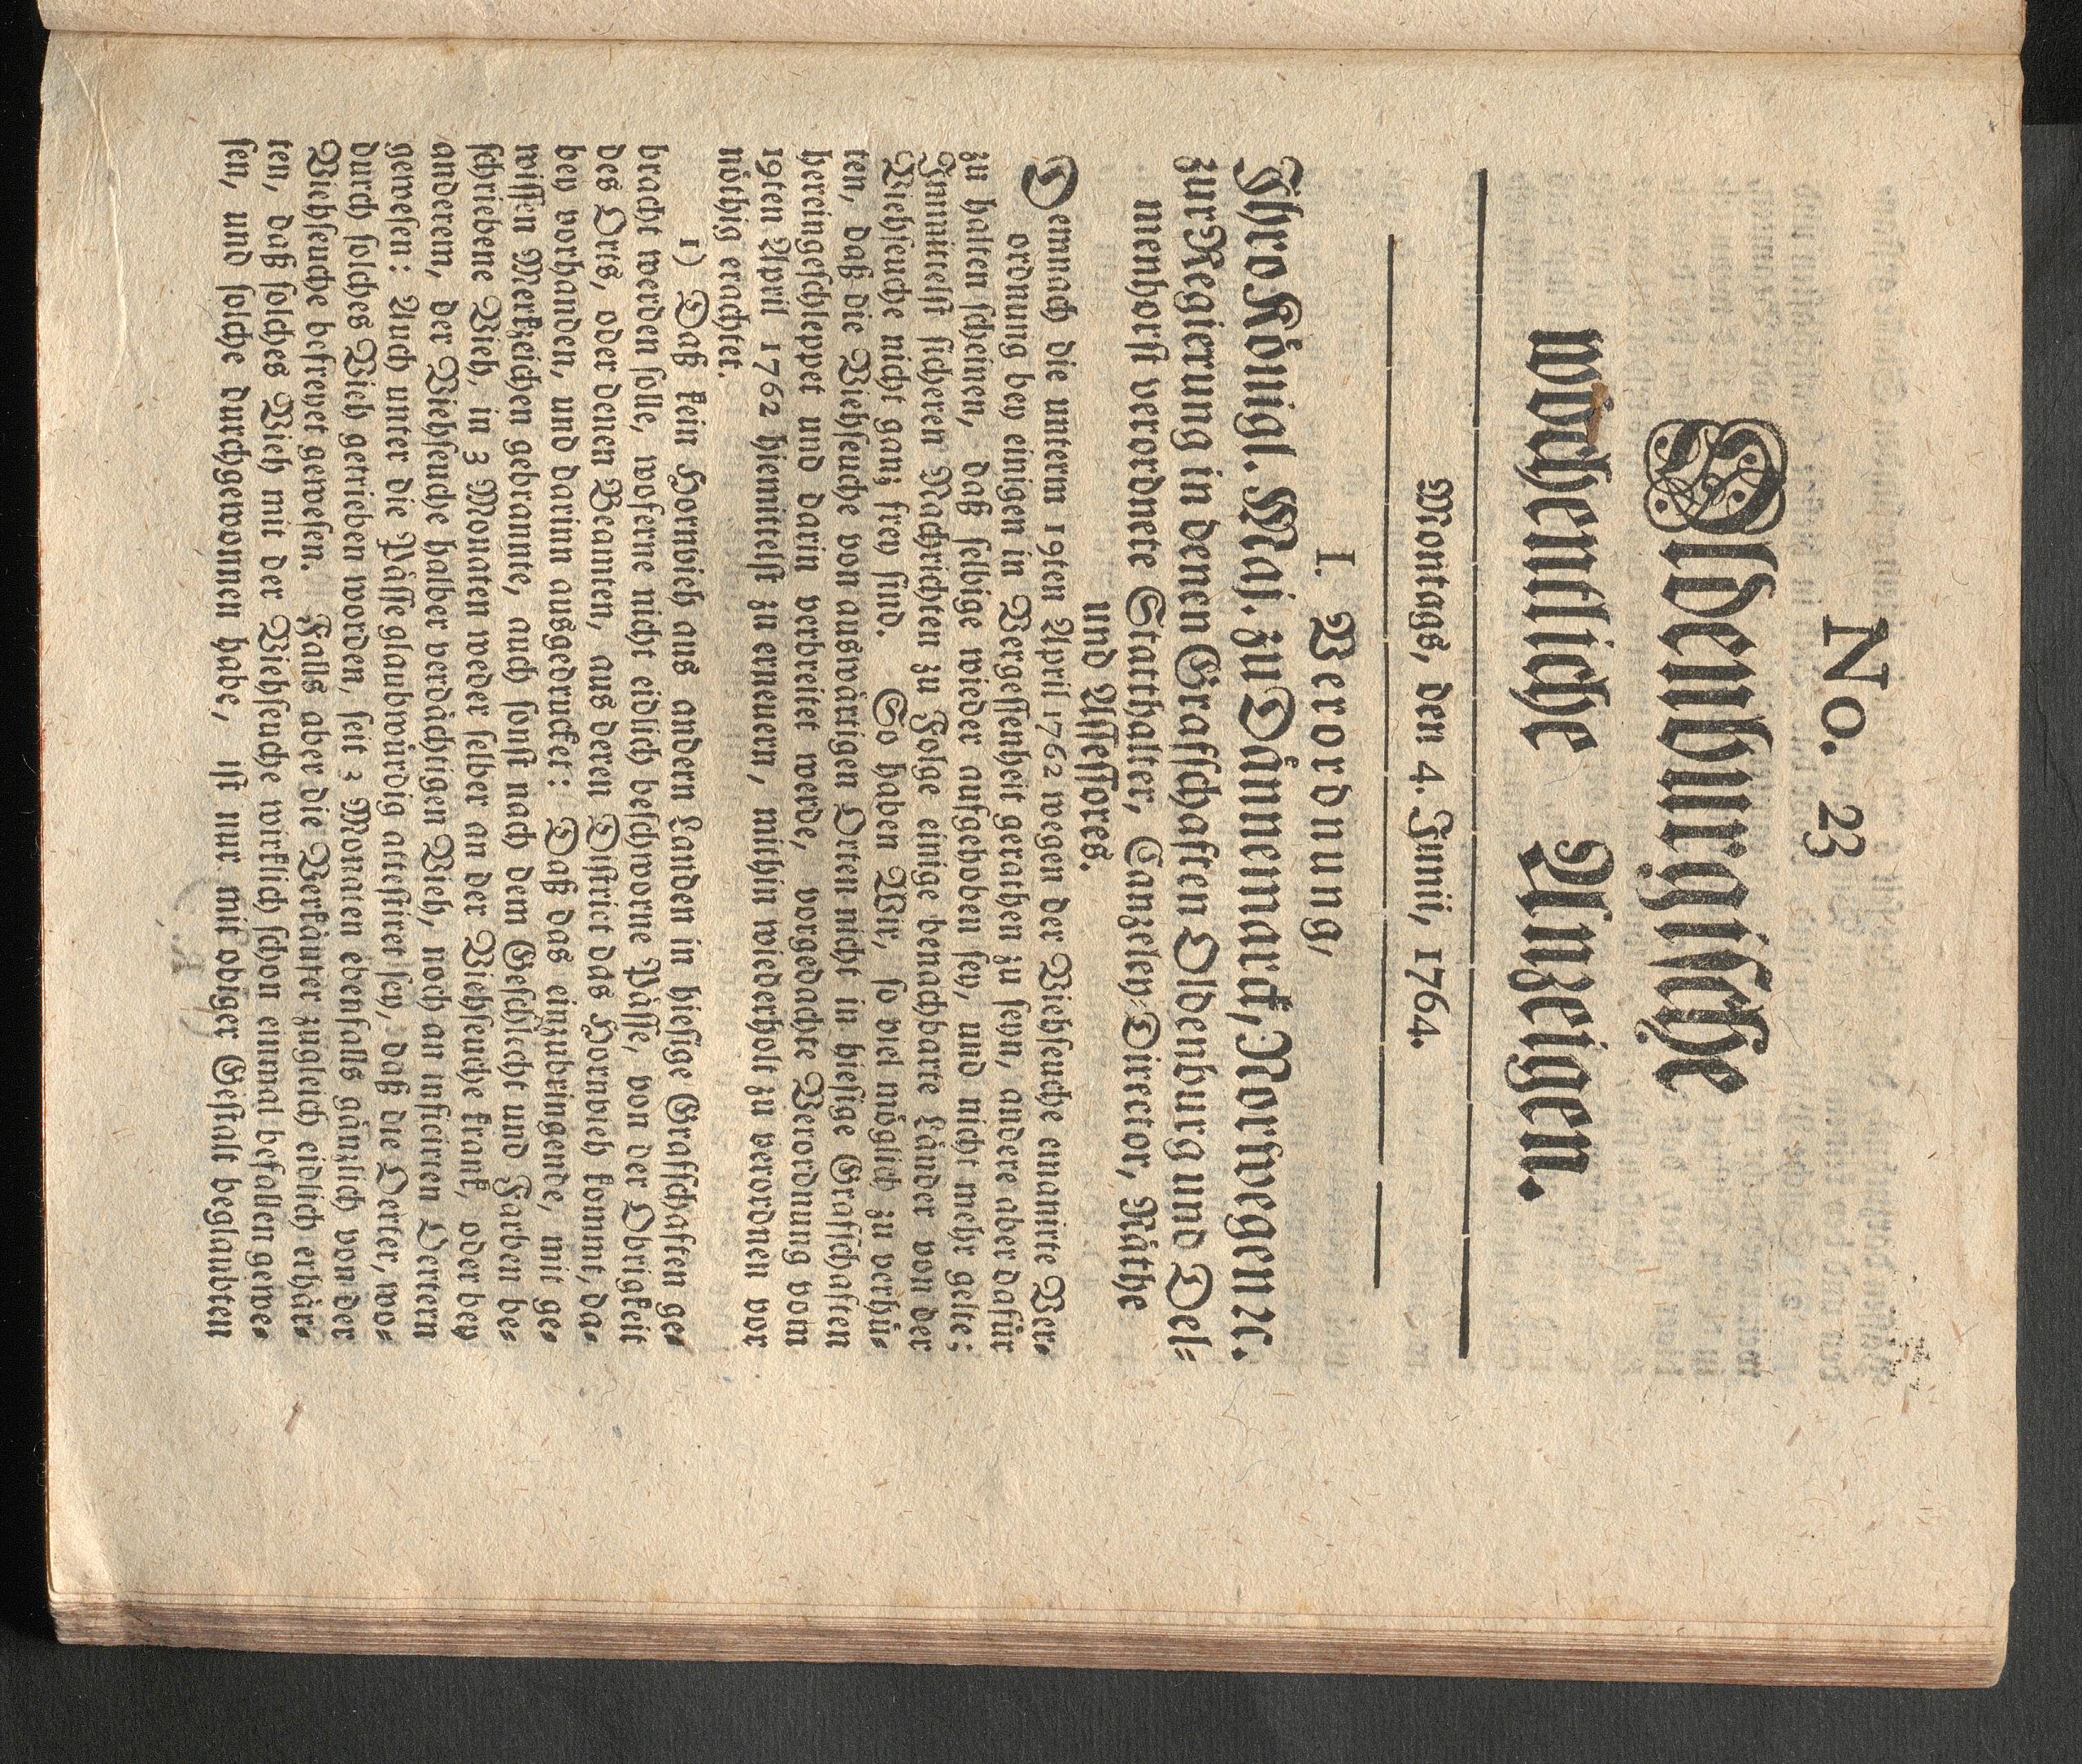 No. 23
Oldenburgische
wöchentliche Anzeigen.
Montags, den 4. Junii, 1764.
I. Verordnung,
Ihro Königl. Maj. zu Dännemarck, Norwegen ꝛc.
zur Regierung in denen Grafschaften Oldenburg und Del-
menhorst verordnete Statthalter, Canzeley-Director, Räthe
und Assessores.
Demnach die unterm 19ten April 1762 wegen der Viehseuche emanirte Ver-
ordnung bey einigen in Vergessenheit gerathen zu seyn, andere aber dafür
zu halten scheinen, daß selbige wieder aufgehoben sey, und nicht mehr gelte;
Inmittelst sicheren Nachrichten zu Folge einige benachbarte Länder von der
Viehseuche nicht ganz frey sind. So haben Wir, so viel möglich zu verhü-
ten, daß die Viehseuche von auswärtigen Orten nicht in hiesige Grafschaften
hereingeschleppet und darin verbreitet werde, vorgedachte Verordnung vom
19ten April 1762 hiemittelst zu erneuern, mithin wiederholt zu verordnen vor
nöthig erachtet.
1) Daß kein Hornvieh aus andern Landen in hiesige Grafschaften ge-
bracht werden solle, woferne nicht eidlich beschworne Pässe, von der Obrigkeit
des Orts, oder denen Beamten, aus deren District das Hornvieh kommt, da-
bey vorhanden, und darinn ausgedrucket: Daß das einzubringende, mit ge-
wissen Merkzeichen gebrannte, auch sonst nach dem Geschlecht und Farben be-
schriebene Vieh, in 3 Monaten weder selber an der Viehseuche krank, oder bey
anderem, der Viehseuche halber verdächtigen Vieh, noch an inficirten Oertern
gewesen: Auch unter die Pässe glaubwürdig attestiret sey, daß die Oerter, wo-
durch solches Vieh getrieben worden, seit 3 Monaten ebenfalls gänzlich von der
Viehseuche befreyet gewesen. Falls aber die Verkäufer zugleich eidlich erhär-
ten, daß solches Vieh mit der Viehseuche wirklich schon einmal befallen gewe-
sen, und solche durchgewonnen habe, ist nur mit obiger Gestalt beglaubten